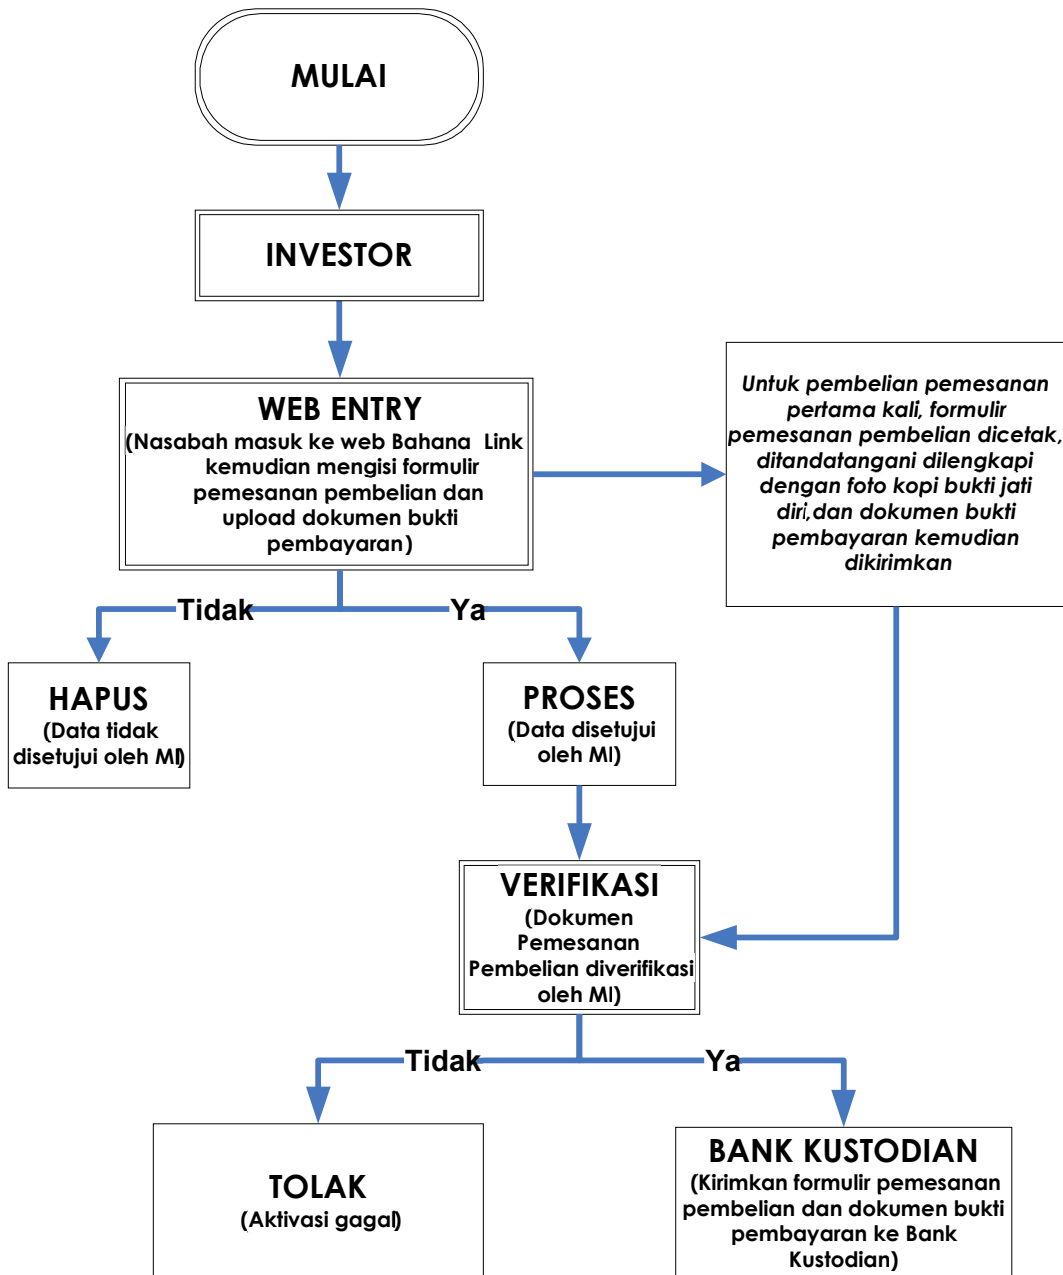 MULAI
INVESTOR
WEB ENTRY
(Nasabah masuk ke web Bahana Link
kemudian mengisi formulir
pemesanan pembelian dan
upload dokumen bukti
pembayaran)
Untuk pembelian pemesanan
pertama kali, formulir
pemesanan pembelian dicetak,
ditandatangani dilengkapi
dengan foto kopi bukti jati
diri,dan dokumen bukti
pembayaran kemudian
dikirimkan
Tidak
Ya
HAPUS
(Data tidak
disetujui oleh MI)
PROSES
(Data disetujui
oleh MI)
VERIFIKASI
(Dokumen
Pemesanan
Pembelian diverifikasi
oleh MI)
Tidak
Ya
TOLAK
(Aktivasi gagal)
BANK KUSTODIAN
(Kirimkan formulir pemesanan
pembelian dan dokumen bukti
pembayaran ke Bank
Kustodian)